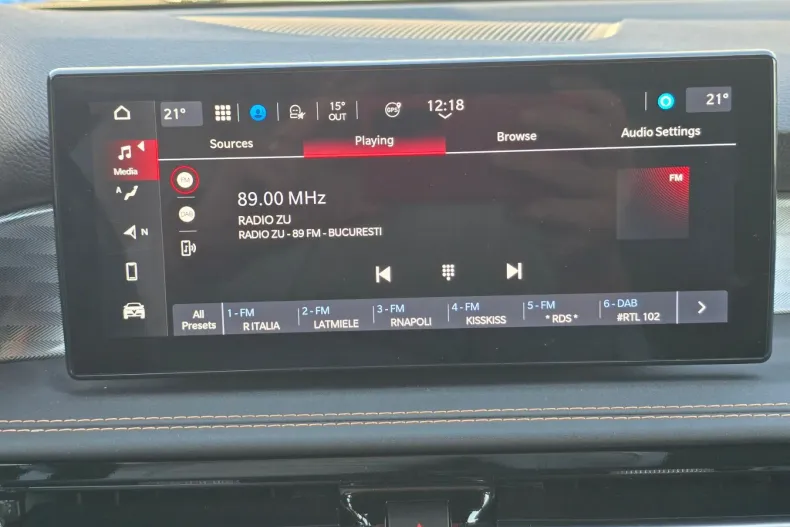 21°
15°
OUT
GPS
12:18
21°
Media
Sources
Playing
Browse
Audio Settings
A
N
FM
DAB
89.00 MHz
RADIO ZU
RADIO ZU - 89 FM - BUCURESTI
FM
All
Presets
1 - FM
R ITALIA
2 - FM
LATMIELE
3 - FM
RNAPOLI
4 - FM
KISSKISS
5 - FM
* RDS *
6 - DAB
#RTL 102